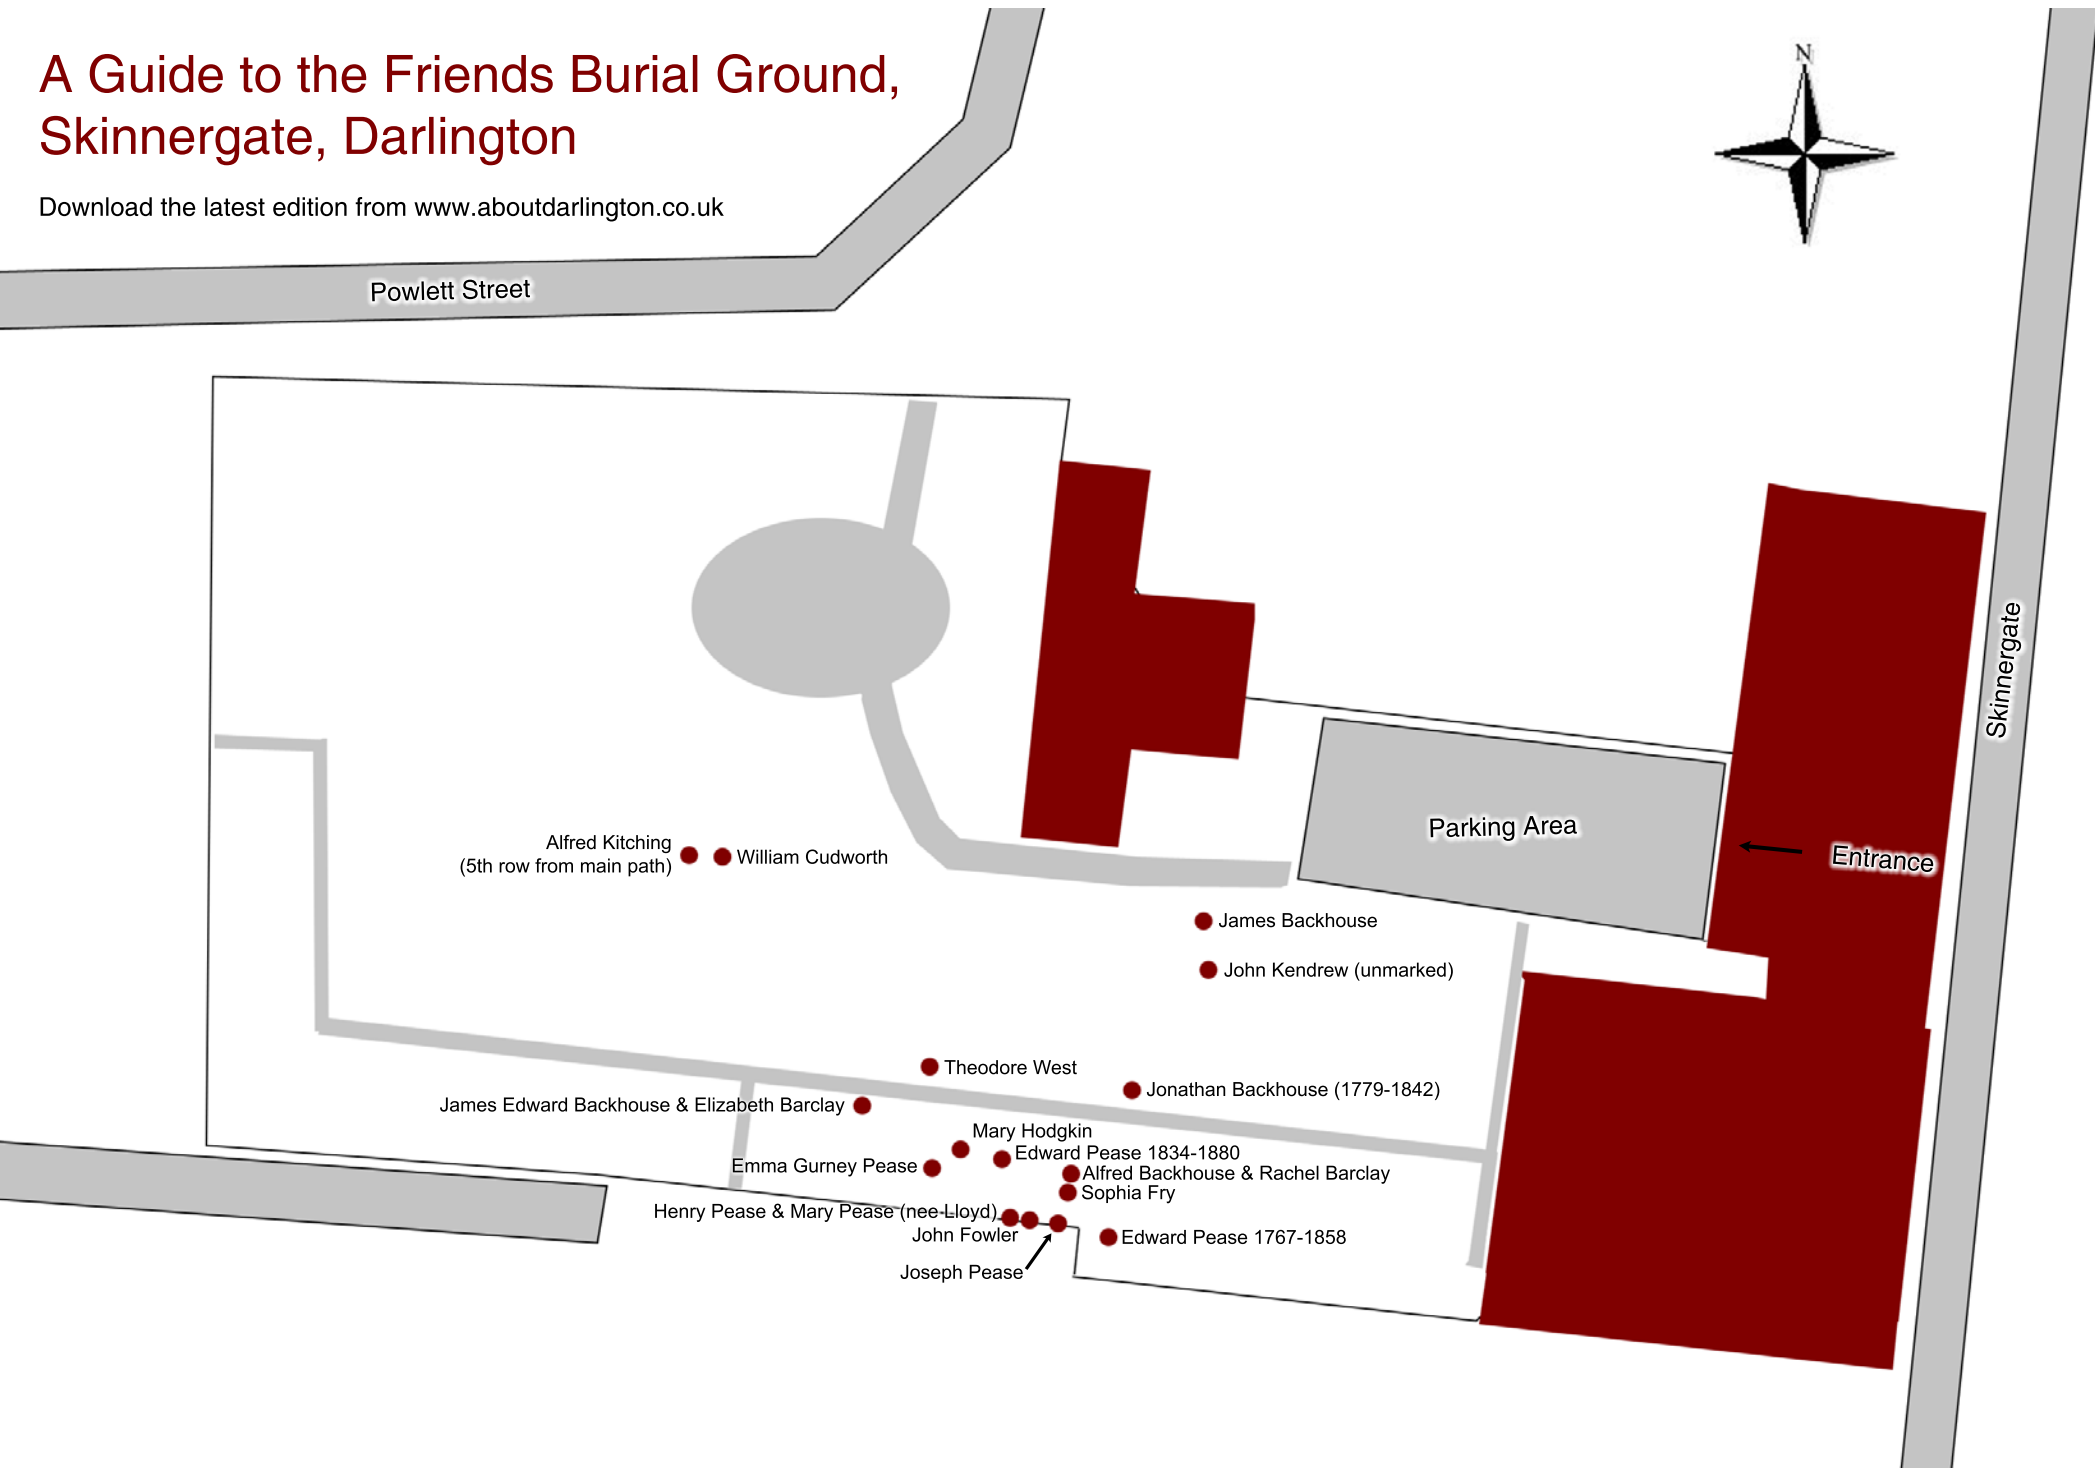 A Guide to the Friends Burial Ground,
Skinnergate, Darlington
Download the latest edition from www.aboutdarlington.co.uk
N
Powlett Street
Skinnergate
Parking Area
Entrance
Alfred Kitching
(5th row from main path)
William Cudworth
James Backhouse
John Kendrew (unmarked)
Theodore West
Jonathan Backhouse (1779-1842)
James Edward Backhouse & Elizabeth Barclay
Mary Hodgkin
Edward Pease 1834-1880
Emma Gurney Pease
Alfred Backhouse & Rachel Barclay
Sophia Fry
Henry Pease & Mary Pease (nee Lloyd)
John Fowler
Edward Pease 1767-1858
Joseph Pease